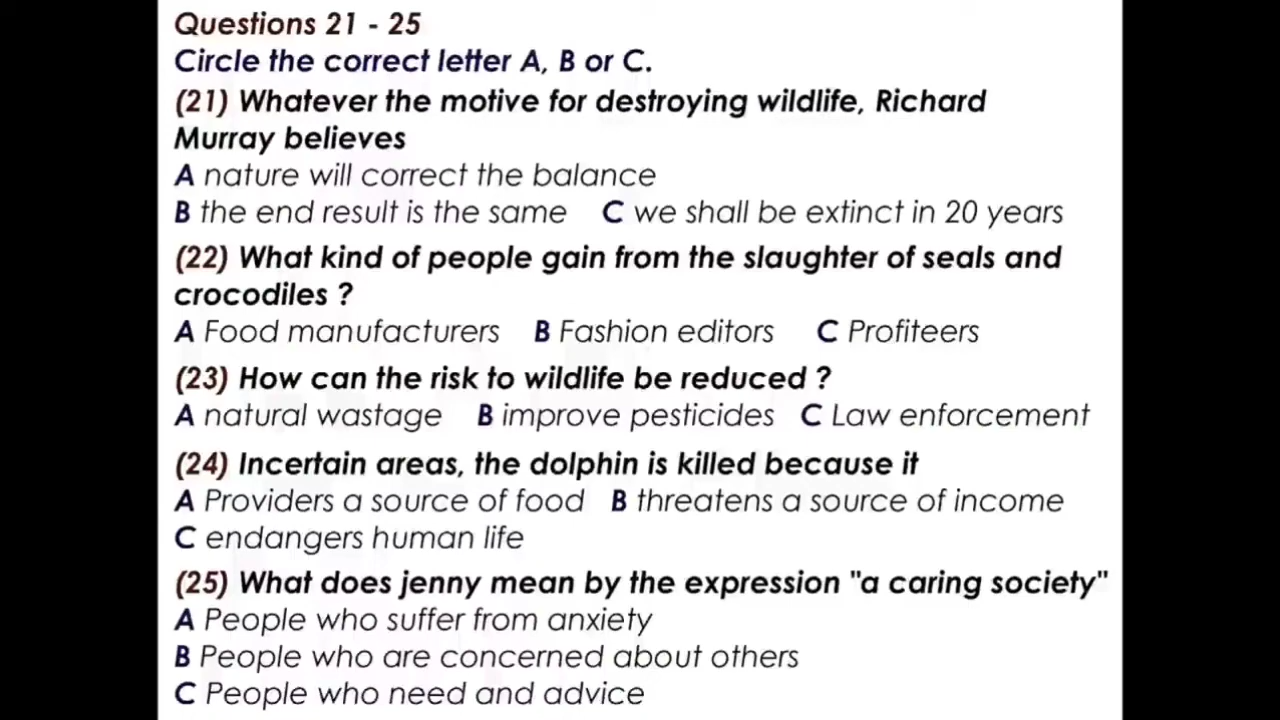 Questions 21 - 25
Circle the correct letter A, B or C.
(21) Whatever the motive for destroying wildlife, Richard
Murray believes
A nature will correct the balance
B the end result is the same C we shall be extinct in 20 years
(22) What kind of people gain from the slaughter of seals and
crocodiles ?
A Food manufacturers B Fashion editors C Profiteers
(23) How can the risk to wildlife be reduced ?
A natural wastage B improve pesticides C Law enforcement
(24) Incertain areas, the dolphin is killed because it
A Providers a source of food B threatens a source of income
C endangers human life
(25) What does jenny mean by the expression "a caring society"
A People who suffer from anxiety
B People who are concerned about others
C People who need and advice